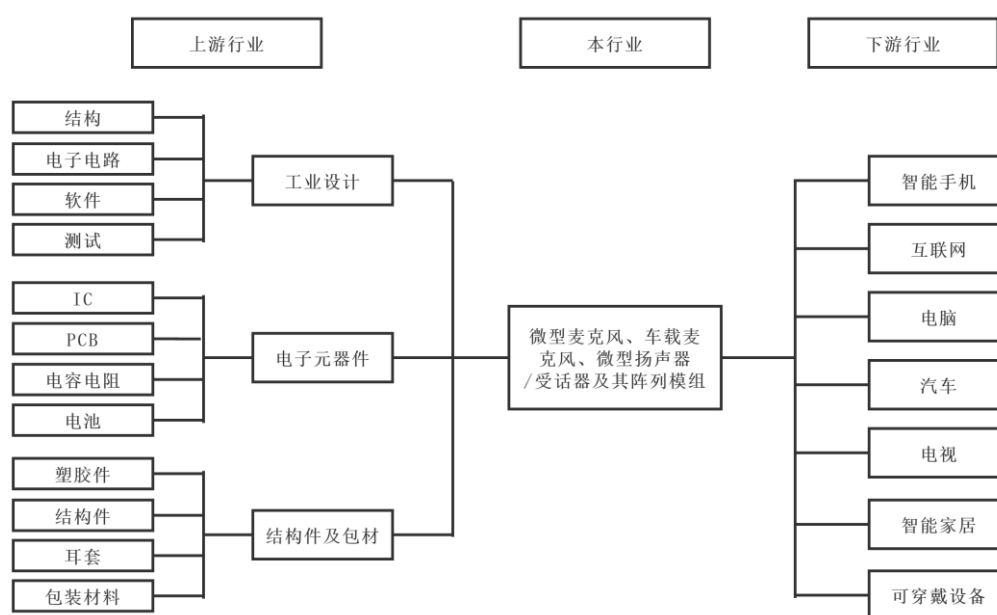 上游行业
本行业
下游行业
结构
电子电路
软件
测试
工业设计
IC
PCB
电容电阻
电池
电子元器件
塑胶件
结构件
耳套
包装材料
结构件及包材
微型麦克风、车载麦
克风、微型扬声器
/受话器及其阵列模组
智能手机
互联网
电脑
汽车
电视
智能家居
可穿戴设备